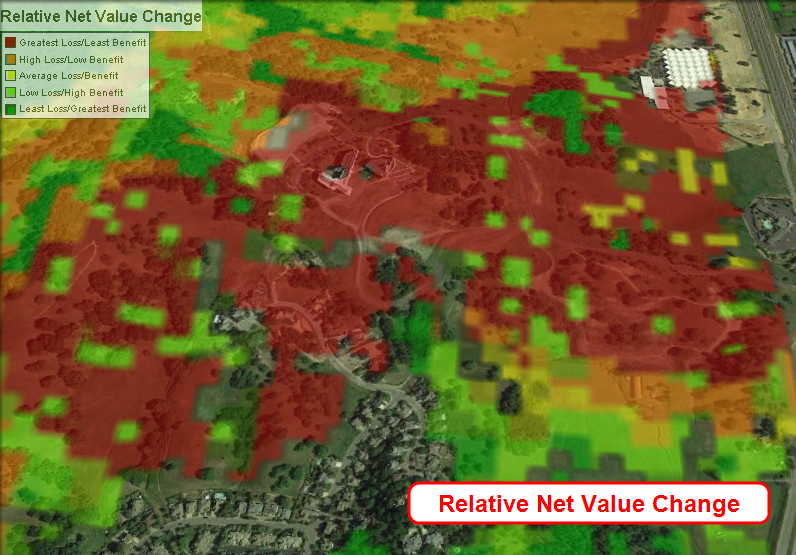 Relative Net Value Change
Greatest Loss/Least Benefit
High Loss/Low Benefit
Average Loss/Benefit
Low Loss/High Benefit
Least Loss/Greatest Benefit
Relative Net Value Change